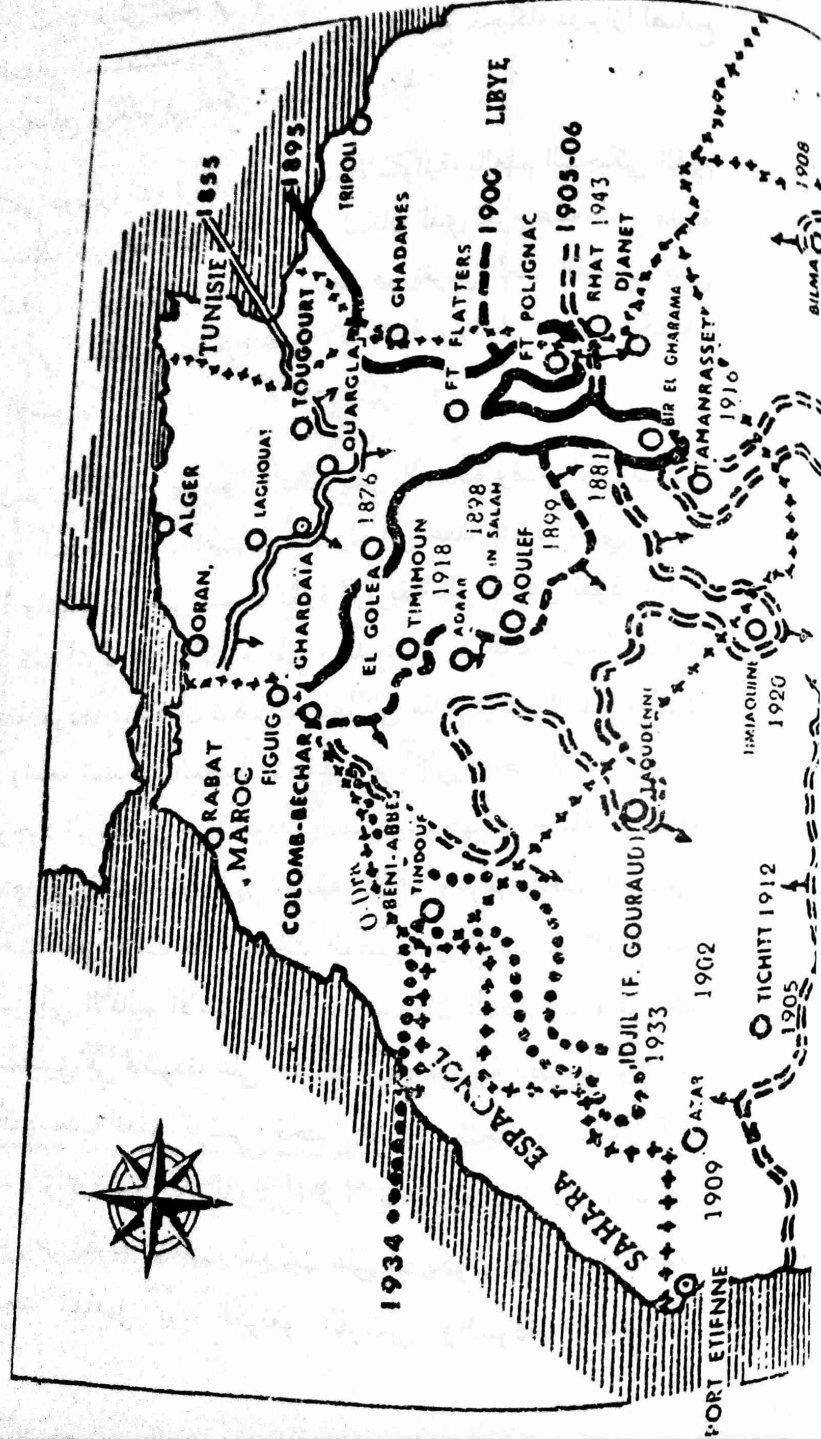 1855
1895
TRIPOLI
LIBYE
TUNISIE
TOUGOURT
GHADAMES
1900
1905-06
ALGER
LAGHOUAT
OUARGLA
FT FLATTERS
FT POLIGNAC
RHAT 1943
DJANET
1908
BILMA
ORAN
GHARDAÏA
1876
EL GOLEA
TIMIMOUN
1918
ADRAR
1898
IN SALAH
AOULEF
1899
1881
BIR EL GHARAMA
TAMANRASSET
1916
RABAT
MAROC
FIGUIG
COLOMB-BECHAR
BENI-ABBES
TINDOUF
TAOUDENNI
TIMIAOUINE
1920
SAHARA ESPAGNOL
1934
IDJIL (F. GOURAUD)
1933
1902
TICHITT 1912
1905
ATAR
1909
PORT ETIENNE